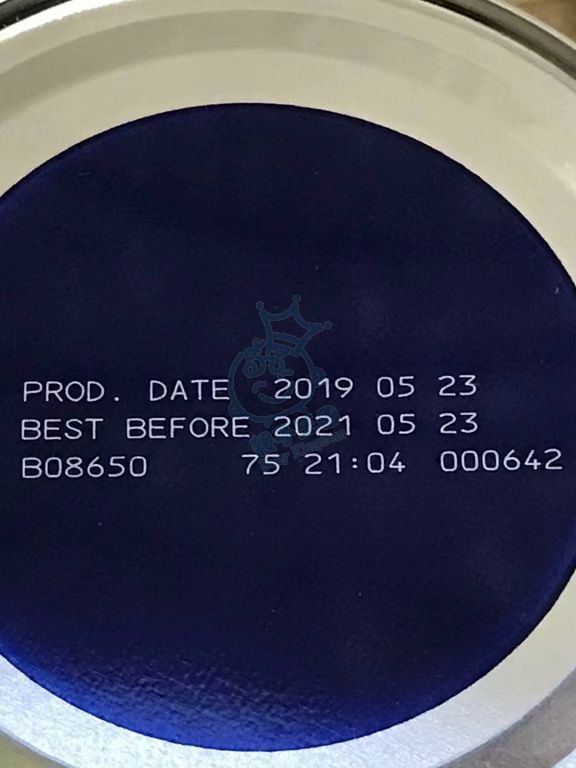 PROD. DATE 2019 05 23
BEST BEFORE 2021 05 23
B08650 75 21:04 000642